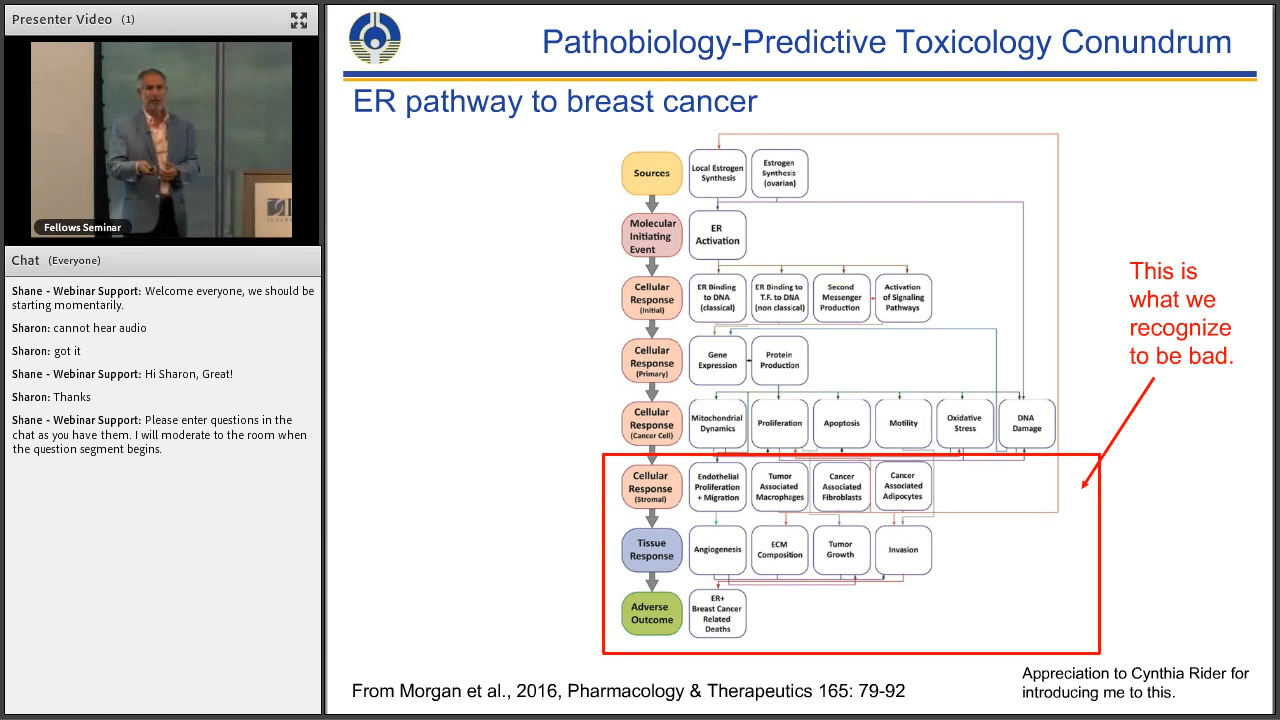 Presenter Video (1)
Fellows Seminar
Chat (Everyone)
Shane - Webinar Support: Welcome everyone, we should be
starting momentarily.
Sharon: cannot hear audio
Sharon: got it
Shane - Webinar Support: Hi Sharon, Great!
Sharon: Thanks
Shane - Webinar Support: Please enter questions in the
chat as you have them. I will moderate to the room when
the question segment begins.
Pathobiology-Predictive Toxicology Conundrum
ER pathway to breast cancer
Sources
Local Estrogen
Synthesis
Estrogen
Synthesis
(ovarian)
Molecular
Initiating
Event
ER
Activation
Cellular
Response
(Initial)
ER Binding
to DNA
(classical)
ER Binding to
T.F. to DNA
(non classical)
Second
Messenger
Production
Activation
of Signaling
Pathways
Cellular
Response
(Primary)
Gene
Expression
Protein
Production
Cellular
Response
(Cancer Cell)
Mitochondrial
Dynamics
Proliferation
Apoptosis
Motility
Oxidative
Stress
DNA
Damage
Cellular
Response
(Stromal)
Endothelial
Proliferation
+ Migration
Tumor
Associated
Macrophages
Cancer
Associated
Fibroblasts
Cancer
Associated
Adipocytes
Tissue
Response
Angiogenesis
ECM
Composition
Tumor
Growth
Invasion
Adverse
Outcome
ER+
Breast Cancer
Related
Deaths
This is
what we
recognize
to be bad.
From Morgan et al., 2016, Pharmacology & Therapeutics 165: 79-92
Appreciation to Cynthia Rider for
introducing me to this.